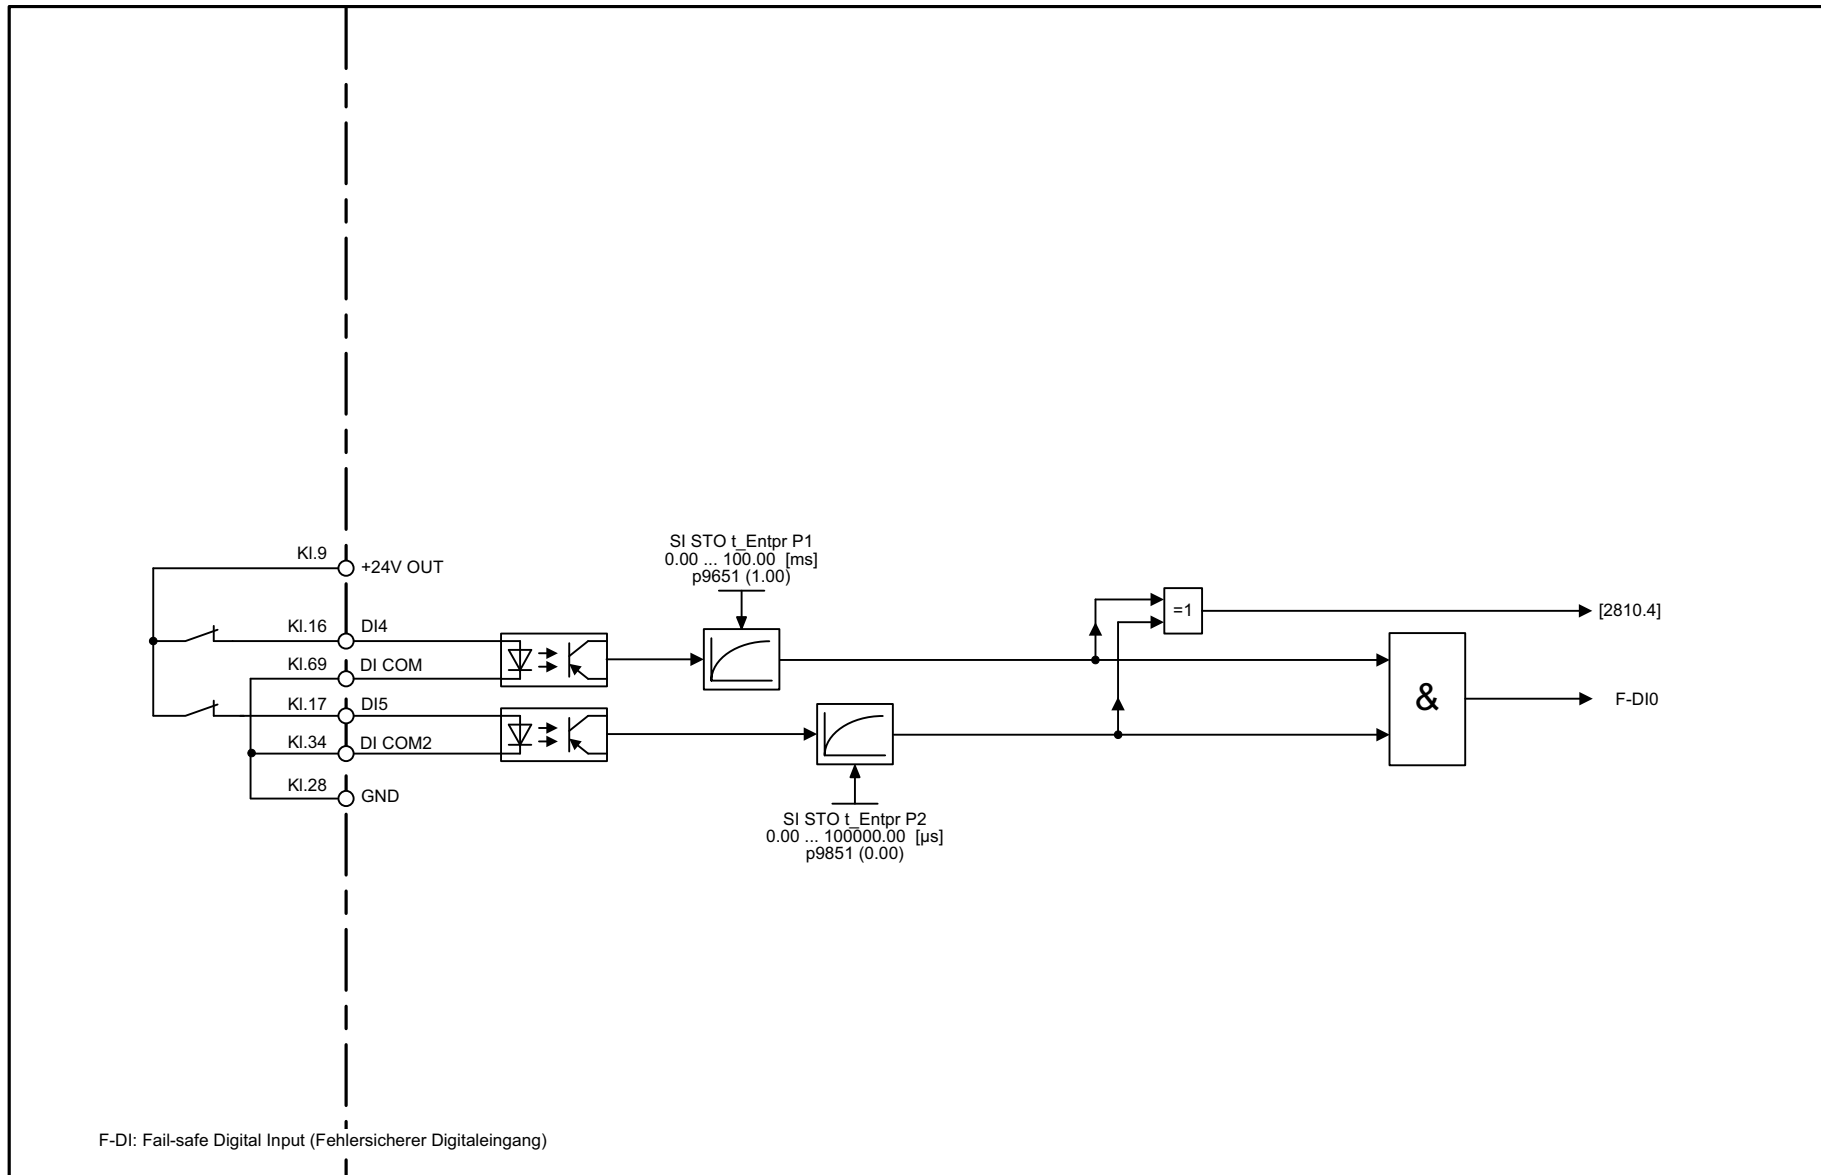 SI STO t_Entpr P1
0.00 ... 100.00 [ms]
p9651 (1.00)
Kl.9
+24V OUT
Kl.16
DI4
Kl.69
DI COM
Kl.17
DI5
Kl.34
DI COM2
Kl.28
GND
=1
[2810.4]
&
F-DI0
SI STO t_Entpr P2
0.00 ... 100000.00 [µs]
p9851 (0.00)
F-DI: Fail-safe Digital Input (Fehlersicherer Digitaleingang)